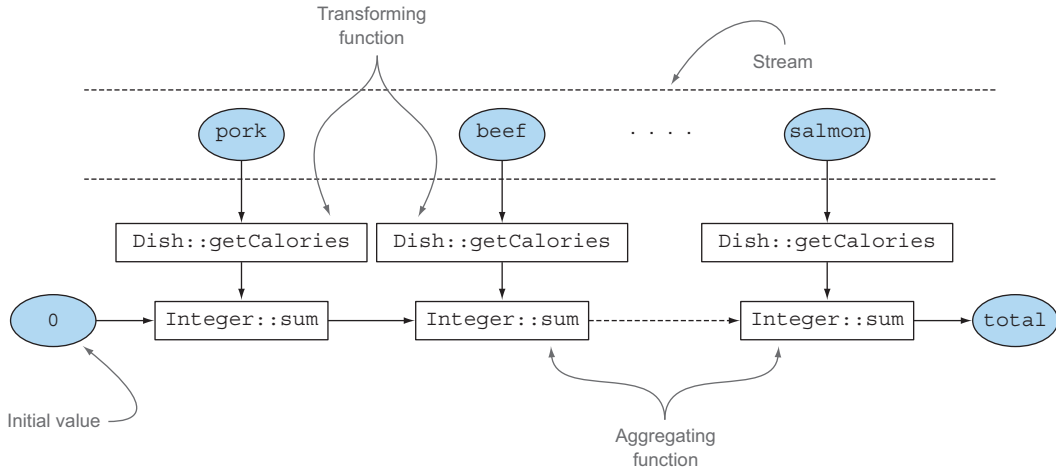 Transforming
function
Stream
pork
beef
. . . .
salmon
Dish::getCalories
Dish::getCalories
Dish::getCalories
0
Integer::sum
Integer::sum
Integer::sum
total
Initial value
Aggregating
function